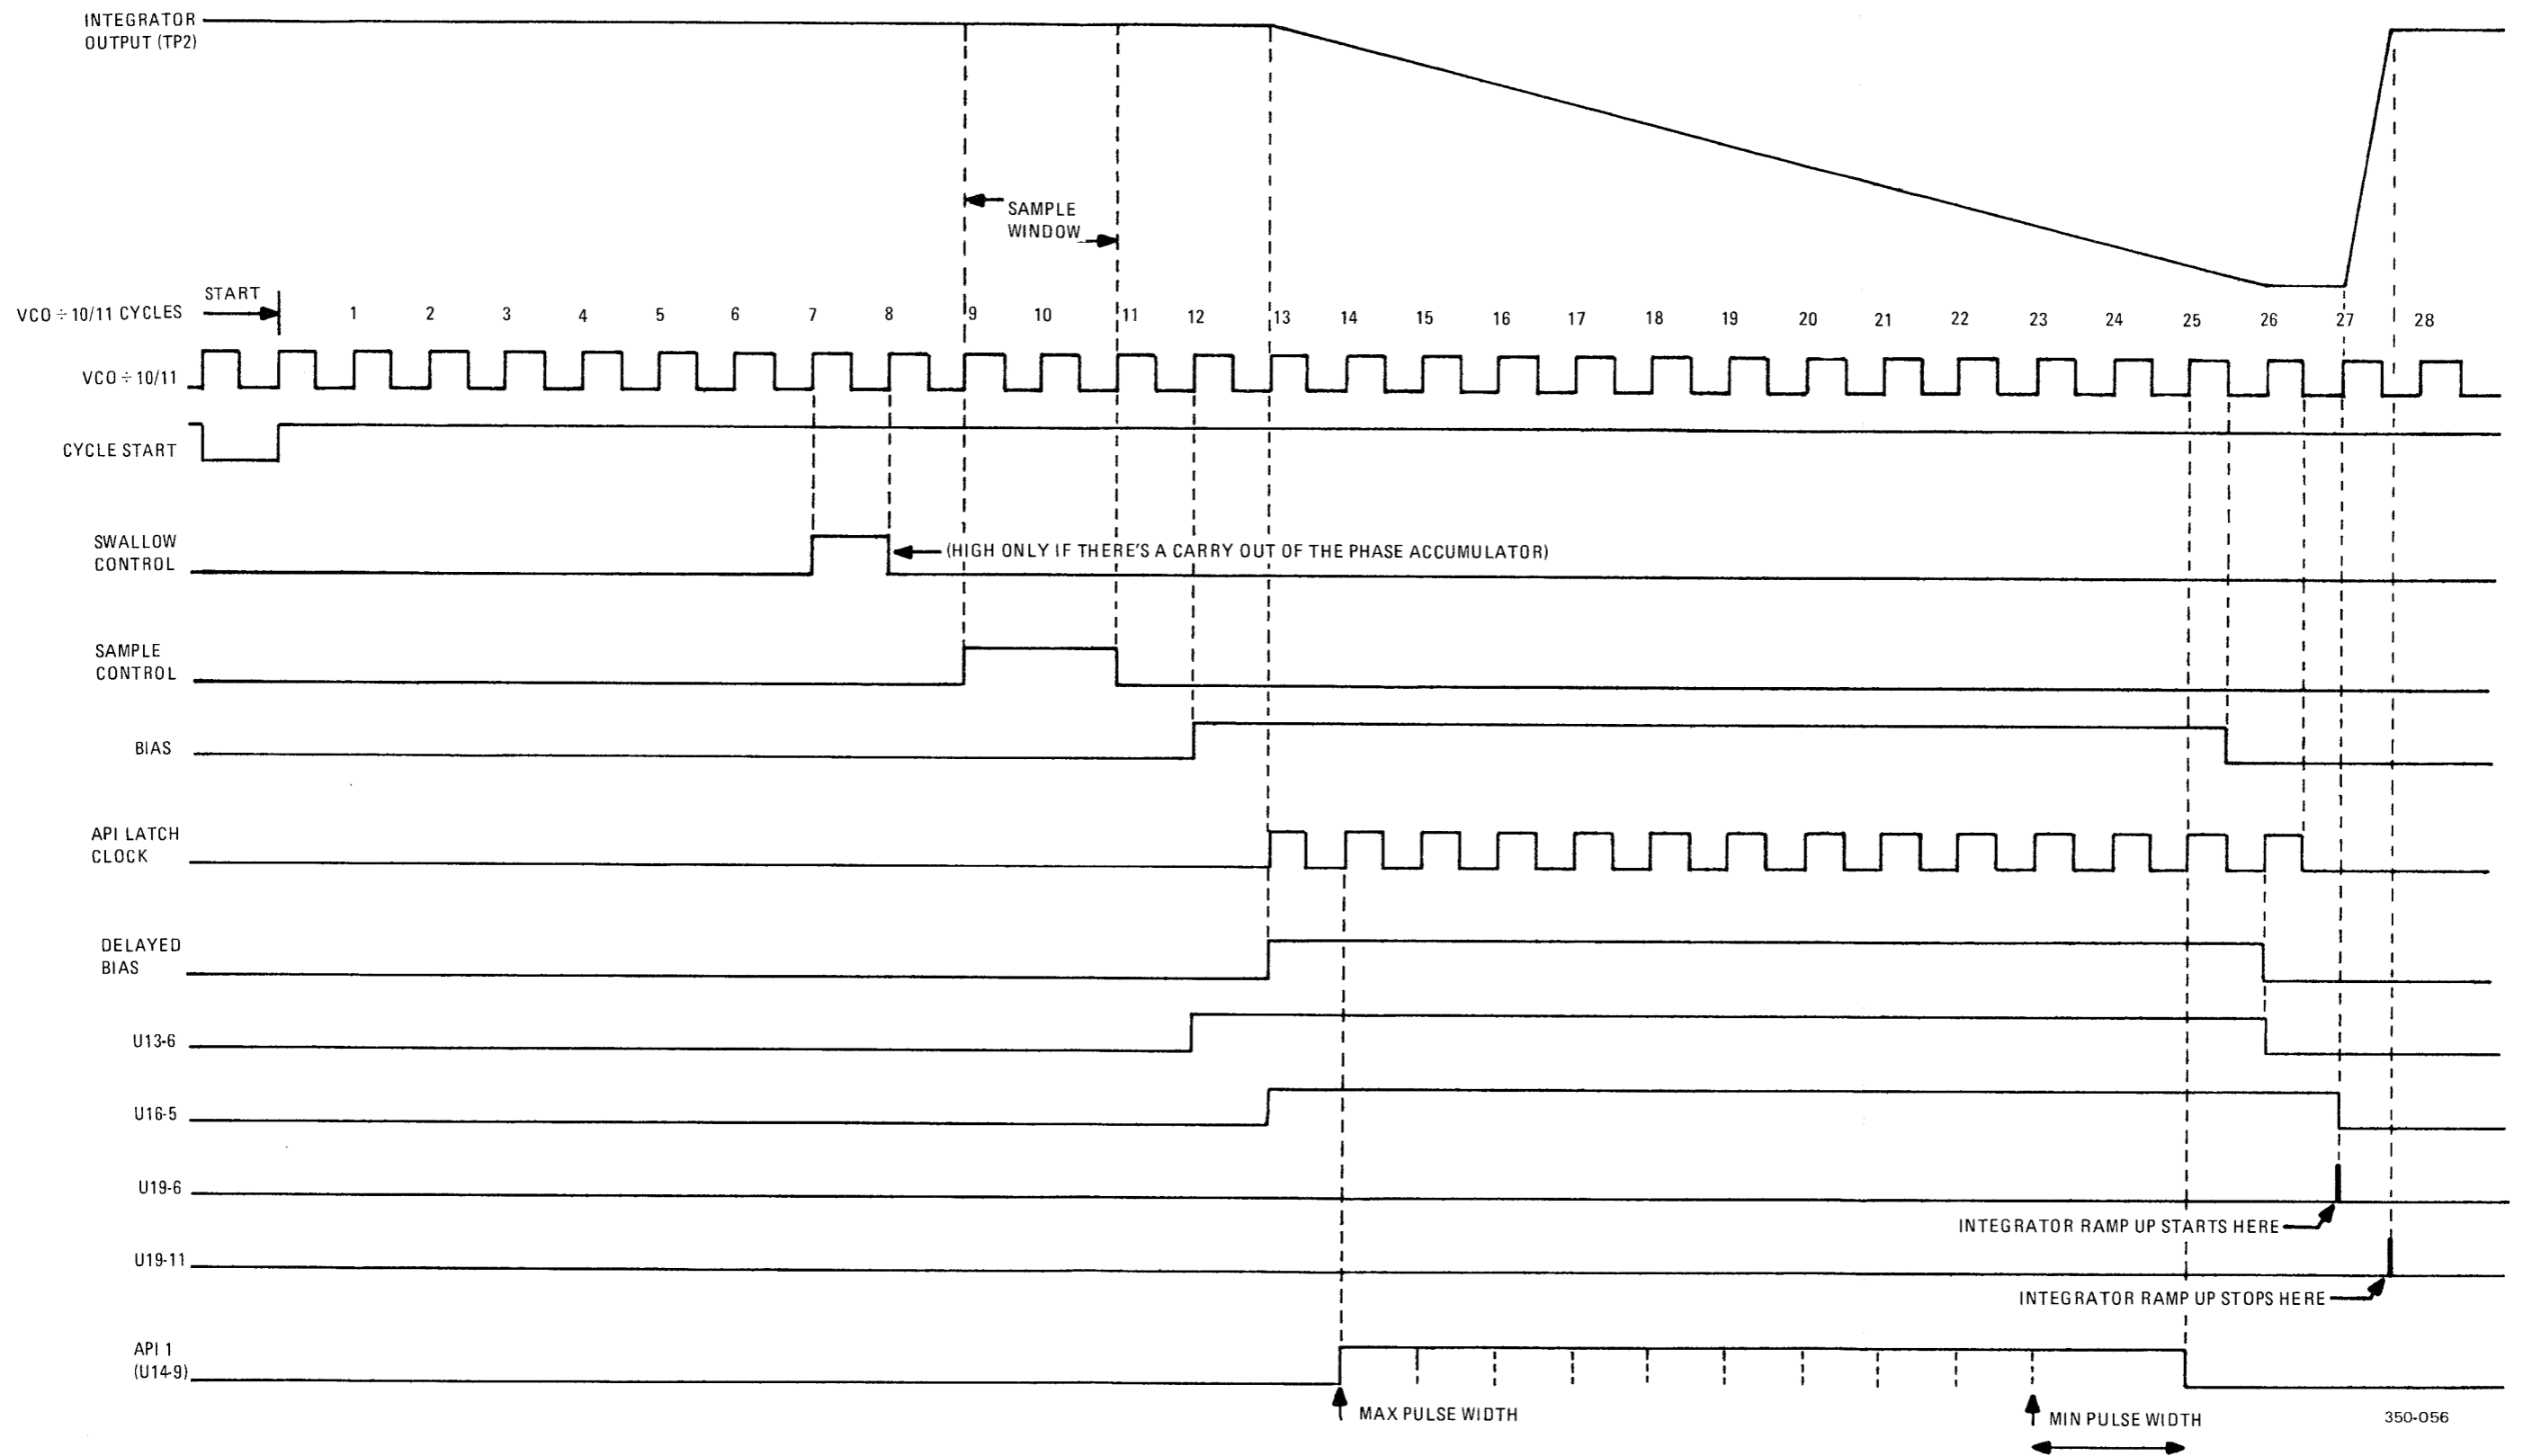 INTEGRATOR
OUTPUT (TP2)
SAMPLE
WINDOW
START
VCO ÷ 10/11 CYCLES
1 2 3 4 5 6 7 8 9 10 11 12 13 14 15 16 17 18 19 20 21 22 23 24 25 26 27 28
VCO ÷ 10/11
CYCLE START
SWALLOW
CONTROL
(HIGH ONLY IF THERE'S A CARRY OUT OF THE PHASE ACCUMULATOR)
SAMPLE
CONTROL
BIAS
API LATCH
CLOCK
DELAYED
BIAS
U13-6
U16-5
U19-6
INTEGRATOR RAMP UP STARTS HERE
U19-11
INTEGRATOR RAMP UP STOPS HERE
API 1
(U14-9)
MAX PULSE WIDTH
MIN PULSE WIDTH
350-056